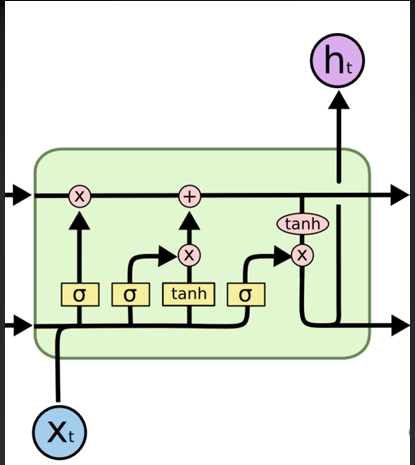 hₜ
x +
tanh
x x
σ σ tanh σ
Xₜ